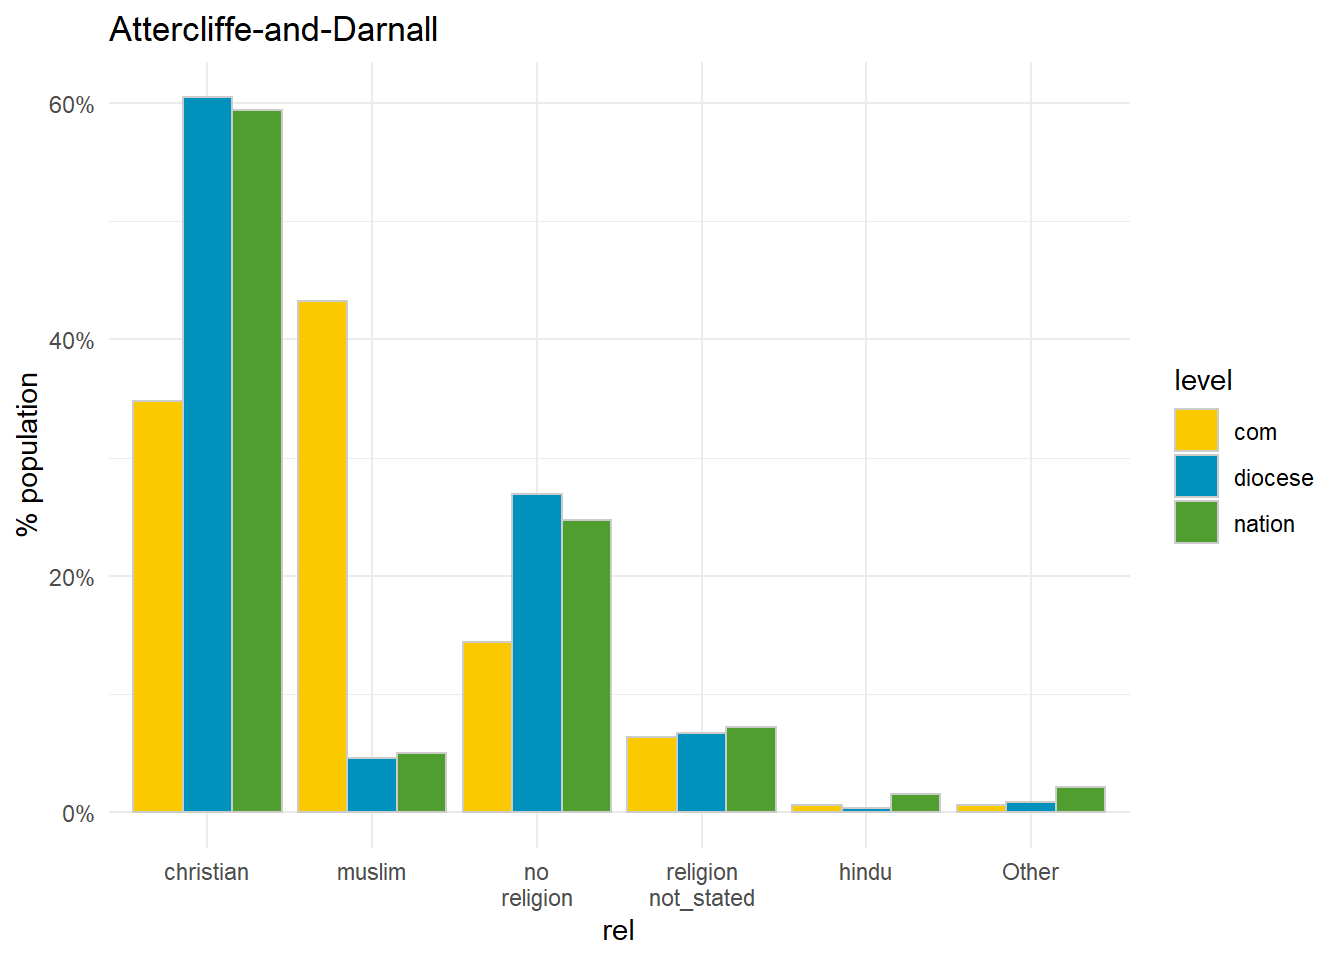 Attercliffe-and-Darnall
60%
40%
20%
0%
% population
christian
muslim
no
religion
religion
not_stated
hindu
Other
rel
level
com
diocese
nation